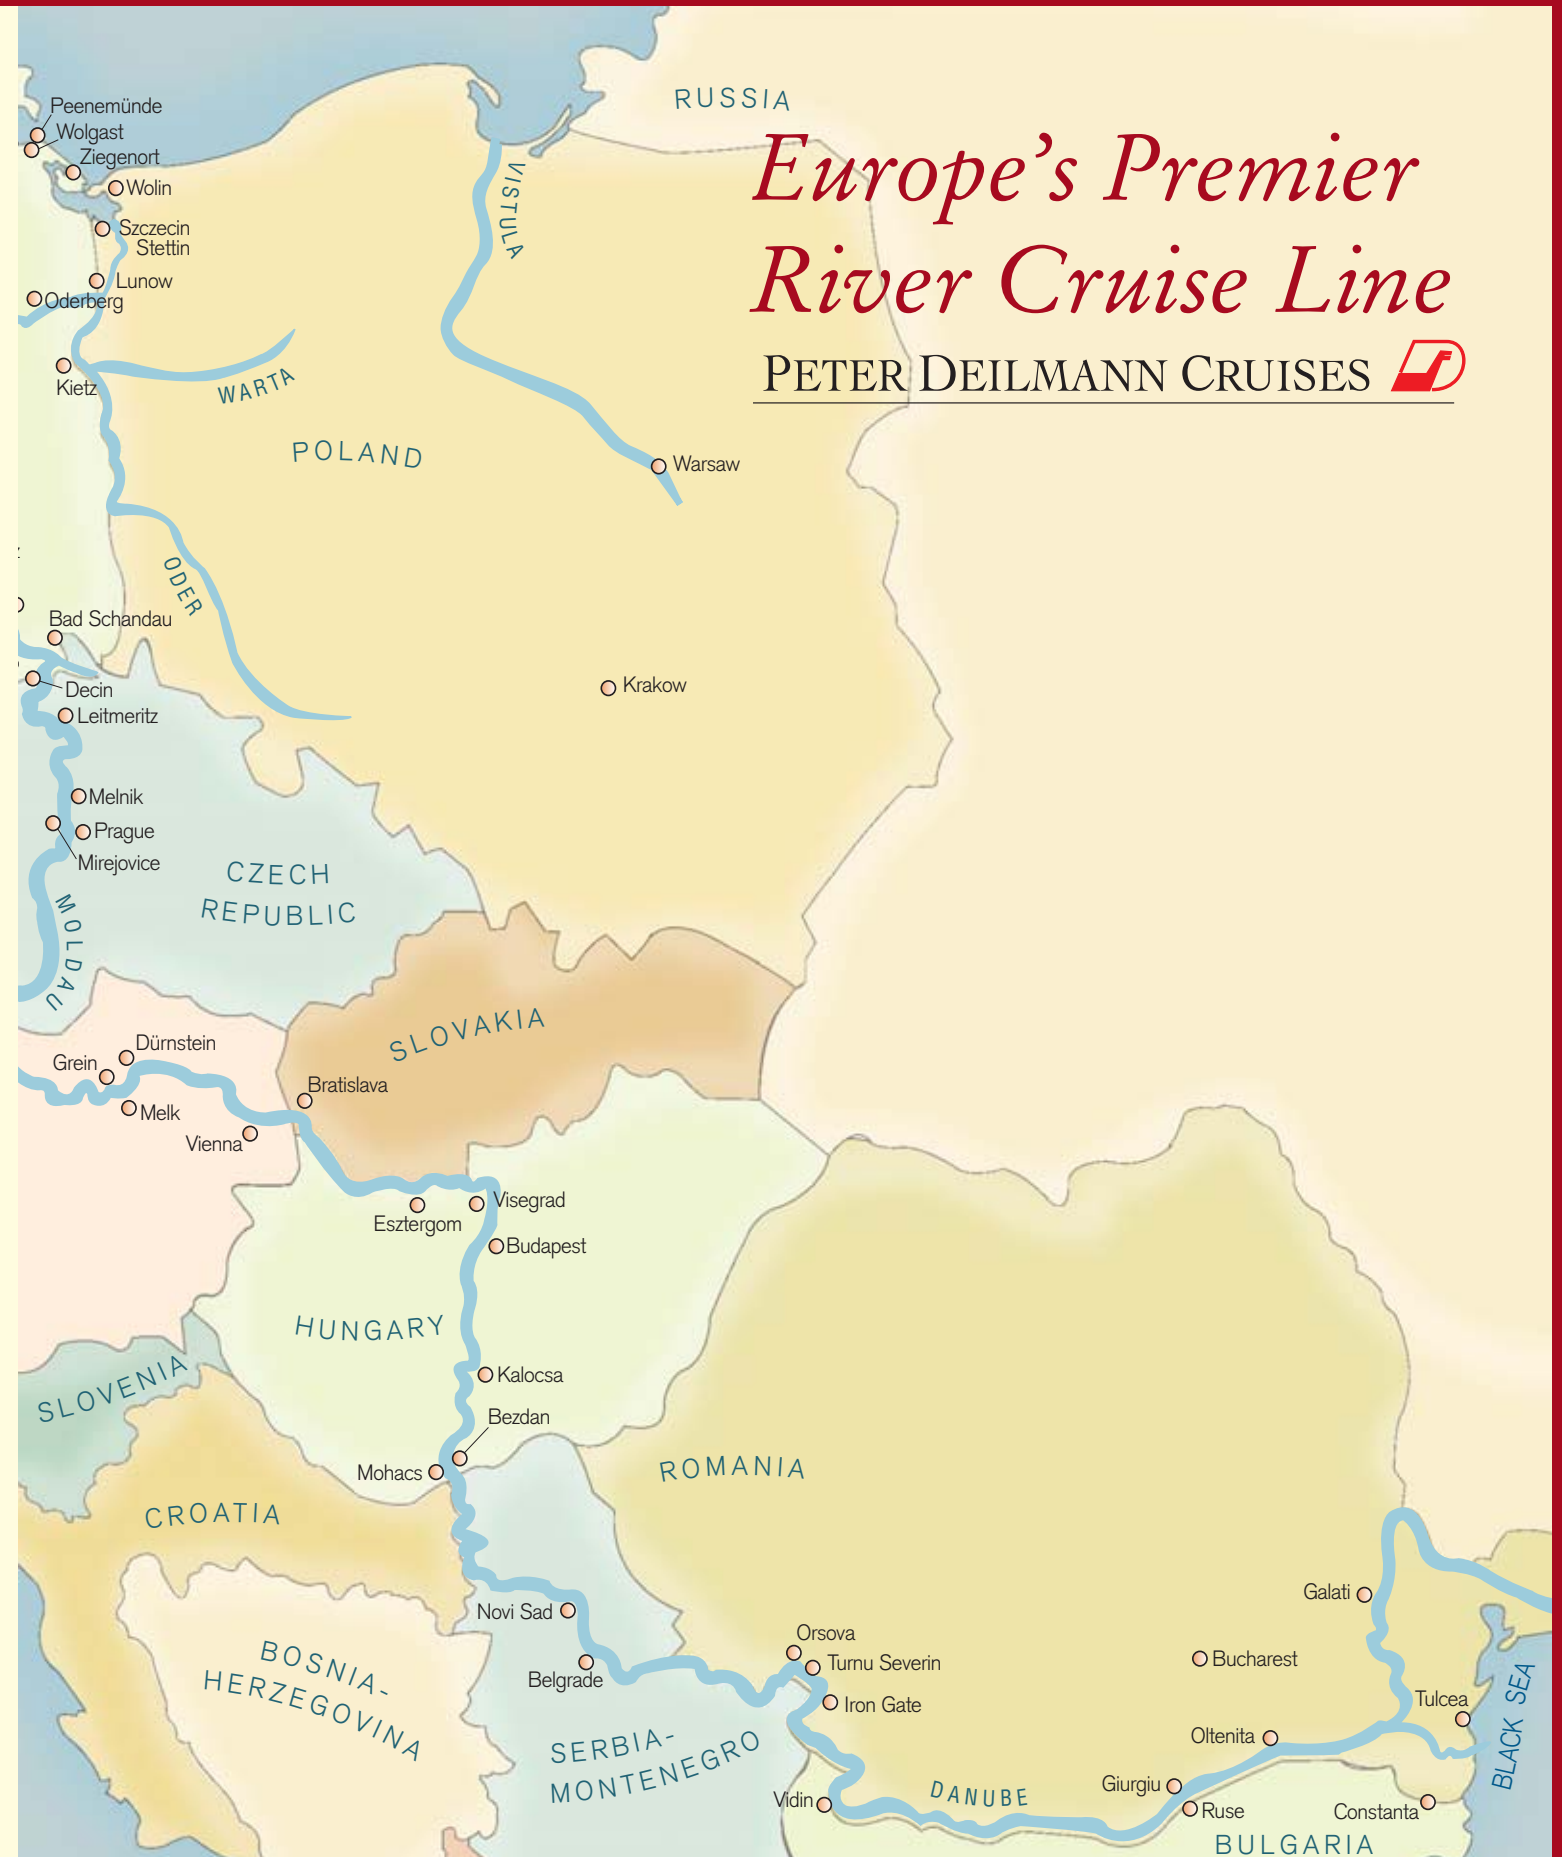 Peenemünde
Wolgast
Ziegenort
Wolin
Szczecin
Stettin
Lunow
Oderberg
Kietz
WARTA
VISTULA
RUSSIA
Europe's Premier
River Cruise Line
PETER DEILMANN CRUISES
POLAND
Warsaw
ODER
Bad Schandau
Decin
Leitmeritz
Krakow
Melnik
Prague
Mirejovice
CZECH
REPUBLIC
MOLDAU
SLOVAKIA
Dürnstein
Grein
Melk
Vienna
Bratislava
Esztergom
Visegrad
Budapest
HUNGARY
Kalocsa
Bezdan
Mohacs
SLOVENIA
CROATIA
ROMANIA
BOSNIA-
HERZEGOVINA
Novi Sad
Belgrade
SERBIA-
MONTENEGRO
Orsova
Turnu Severin
Iron Gate
Vidin
DANUBE
Galati
Bucharest
Tulcea
Oltenita
Giurgiu
Ruse
Constanta
BLACK SEA
BULGARIA